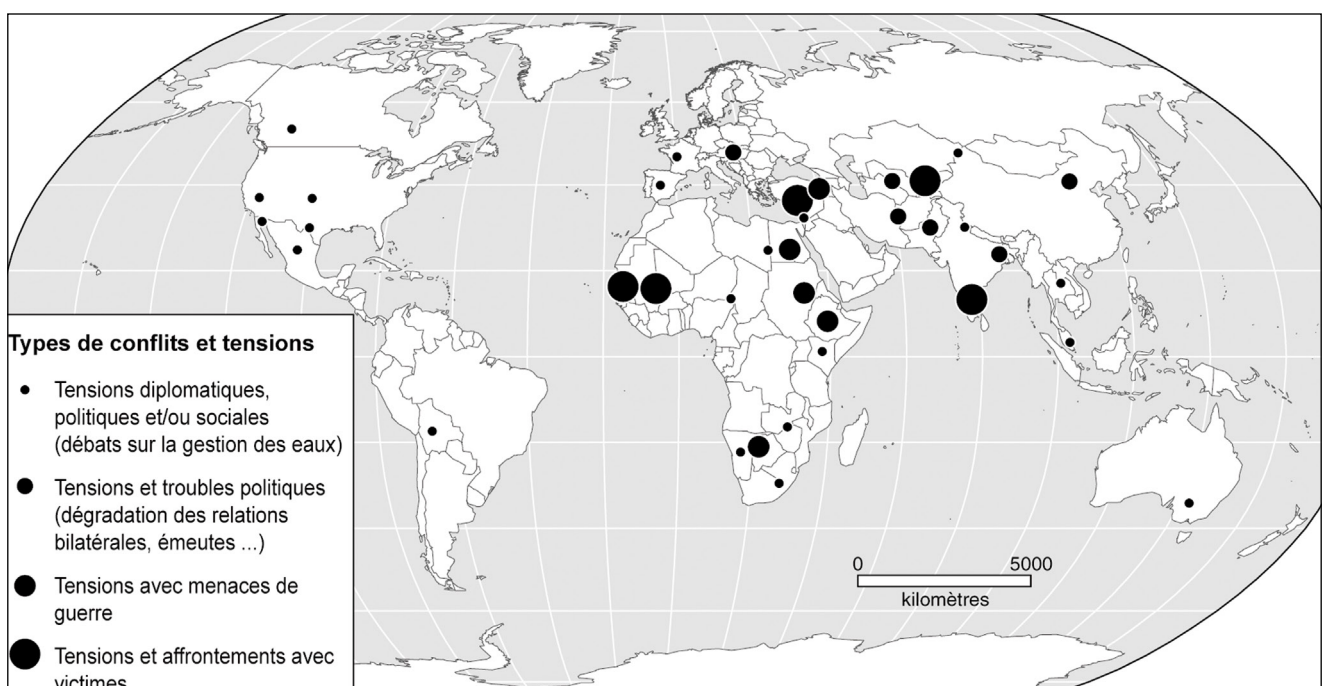 Types de conflits et tensions
Tensions diplomatiques,
politiques et/ou sociales
(débats sur la gestion des eaux)
Tensions et troubles politiques
(dégradation des relations
bilatérales, émeutes ...)
Tensions avec menaces de
guerre
Tensions et affrontements avec
victimes
0 5000
kilomètres